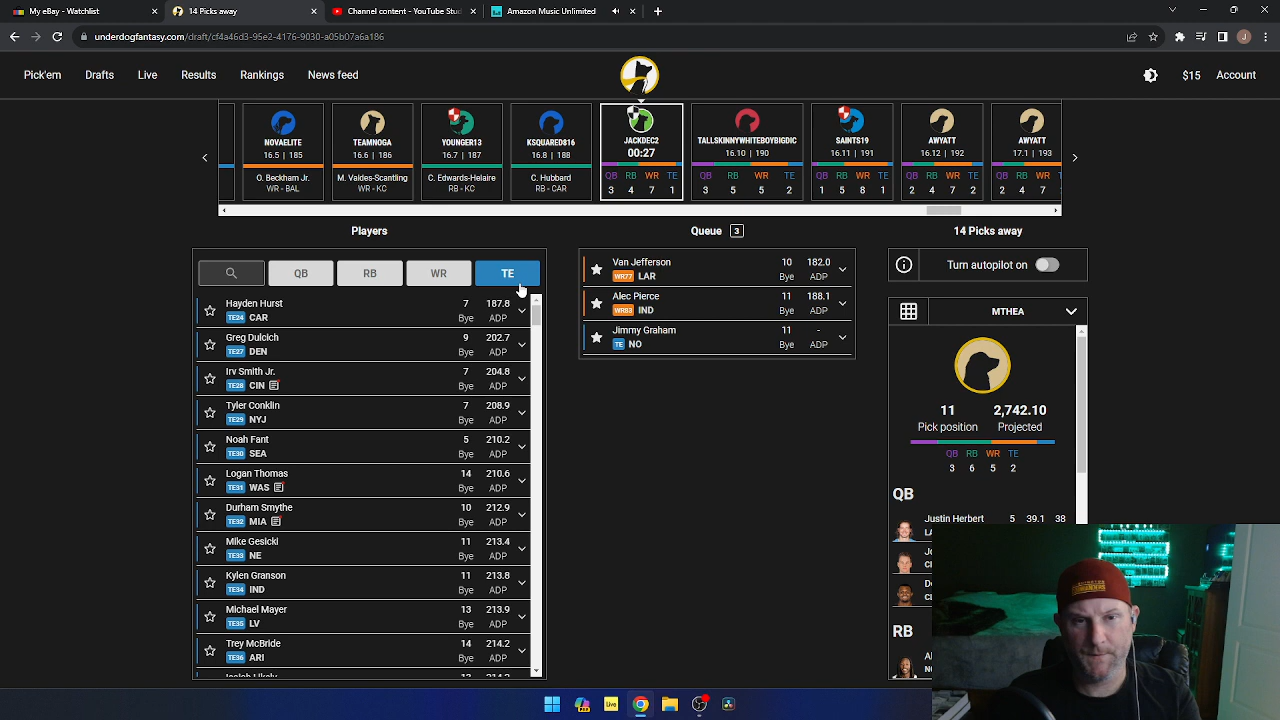 My eBay - Watchlist
14 Picks away
Channel content - YouTube Stud
Amazon Music Unlimited
underdogfantasy.com/draft/cf4a46d3-95e2-4176-9030-a05b07a6a186
J
Pick'em Drafts Live Results Rankings News feed
$15 Account
NOVAELITE
16.5 | 185
O. Beckham Jr.
WR - BAL
TEAMNOGA
16.6 | 186
M. Valdes-Scantling
WR - KC
YOUNGER13
16.7 | 187
C. Edwards-Helaire
RB - KC
KSQUARED816
16.8 | 188
C. Hubbard
RB - CAR
JACKDEC2
00:27
QB RB WR TE
3 4 7 1
TALLSKINNYWHITEBOYBIGDIC
16.10 | 190
QB RB WR TE
3 5 5 2
SAINTS19
16.11 | 191
QB RB WR TE
1 5 8 1
AWYATT
16.12 | 192
QB RB WR TE
2 4 7 2
AWYATT
17.1 | 193
QB RB WR TE
2 4 7
Players
QB RB WR TE
Hayden Hurst 7 187.8
TE24 CAR Bye ADP
Greg Dulcich 9 202.7
TE27 DEN Bye ADP
Irv Smith Jr. 7 204.8
TE28 CIN Bye ADP
Tyler Conklin 7 208.9
TE29 NYJ Bye ADP
Noah Fant 5 210.2
TE30 SEA Bye ADP
Logan Thomas 14 210.6
TE31 WAS Bye ADP
Durham Smythe 10 212.9
TE32 MIA Bye ADP
Mike Gesicki 11 213.4
TE33 NE Bye ADP
Kylen Granson 11 213.8
TE34 IND Bye ADP
Michael Mayer 13 213.9
TE35 LV Bye ADP
Trey McBride 14 214.2
TE36 ARI Bye ADP
Queue 3
Van Jefferson 10 182.0
WR77 LAR Bye ADP
Alec Pierce 11 188.1
WR83 IND Bye ADP
Jimmy Graham 11 -
TE NO Bye ADP
14 Picks away
Turn autopilot on
MTHEA
11 2,742.10
Pick position Projected
QB RB WR TE
3 6 5 2
QB
Justin Herbert 5 39.1 38
RB
Live